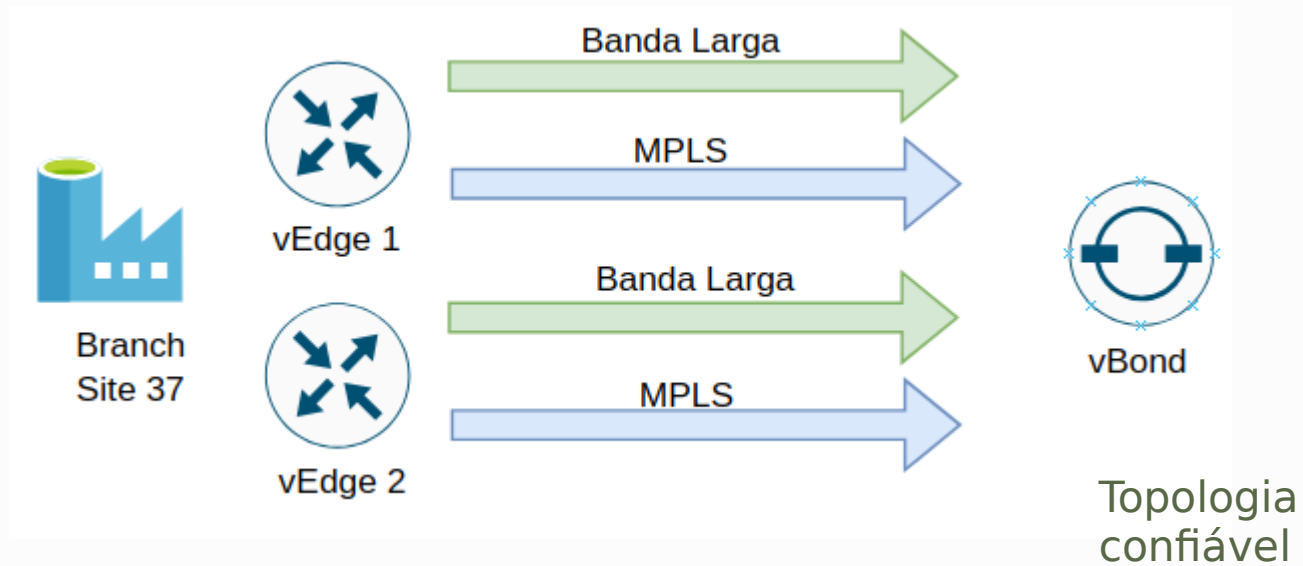 Banda Larga
MPLS
vEdge 1
Banda Larga
Branch
Site 37
MPLS
vBond
vEdge 2
Topologia
confiável